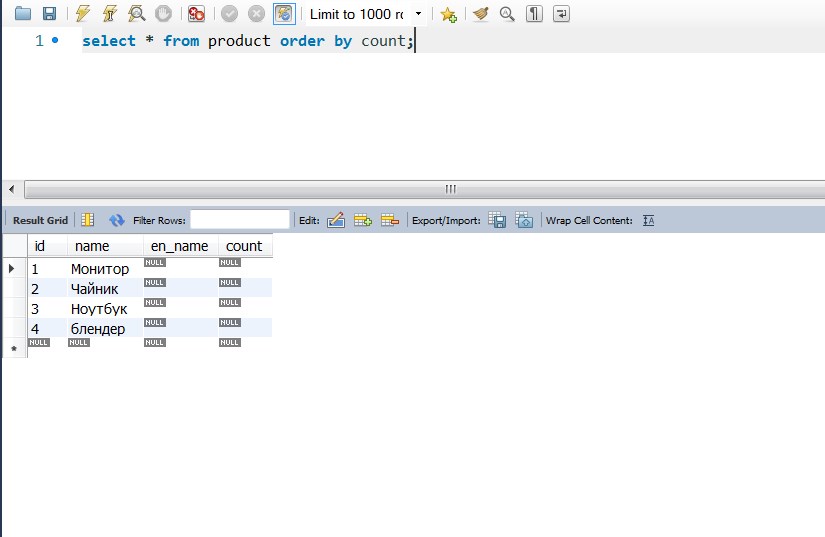 Limit to 1000 ro
1 select * from product order by count;
Result Grid Filter Rows: Edit: Export/Import: Wrap Cell Content:
id name en_name count
1 Монитор NULL NULL
2 Чайник NULL NULL
3 Ноутбук NULL NULL
4 блендер NULL NULL
NULL NULL NULL NULL